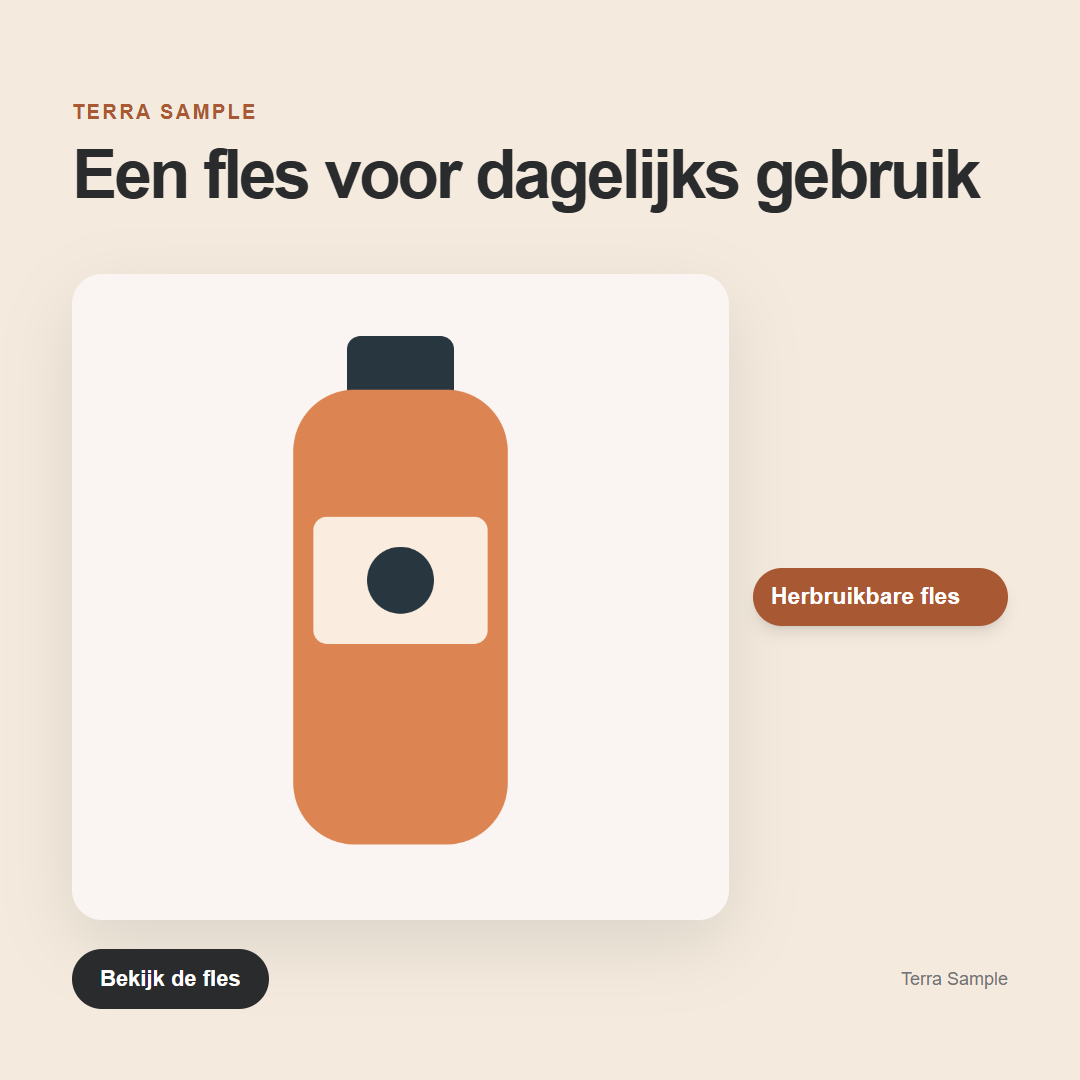 TERRA SAMPLE
Een fles voor dagelijks gebruik
Herbruikbare fles
Bekijk de fles
Terra Sample